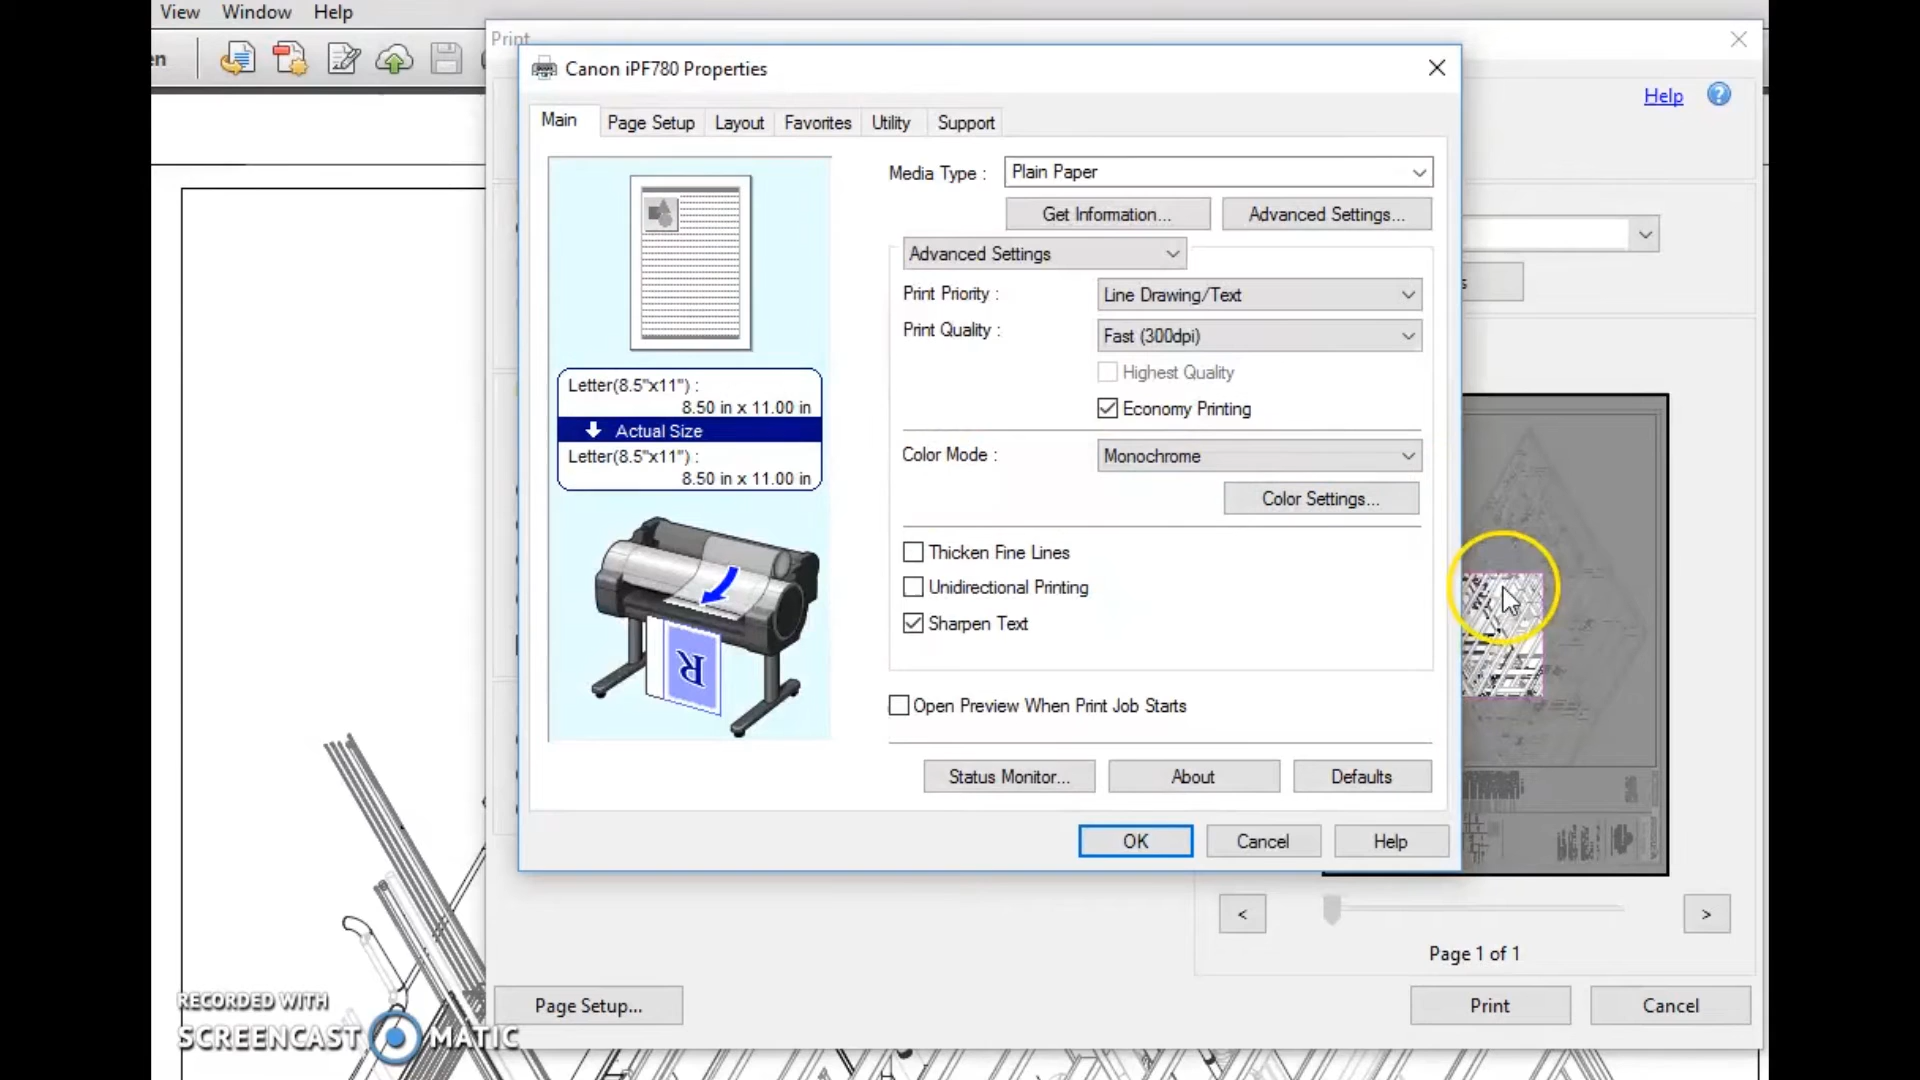 View Window Help
en
Print
Canon iPF780 Properties
Help
Main Page Setup Layout Favorites Utility Support
Media Type : Plain Paper
Get Information... Advanced Settings...
Advanced Settings
Print Priority : Line Drawing/Text
s
Print Quality : Fast (300dpi)
Highest Quality
Letter(8.5"x11") :
8.50 in x 11.00 in
Economy Printing
Actual Size
Color Mode : Monochrome
Letter(8.5"x11") :
8.50 in x 11.00 in
Color Settings...
Thicken Fine Lines
Unidirectional Printing
Sharpen Text
R
Open Preview When Print Job Starts
Status Monitor... About Defaults
OK Cancel Help
< >
Page 1 of 1
Page Setup... Print Cancel
RECORDED WITH
SCREENCAST MATIC